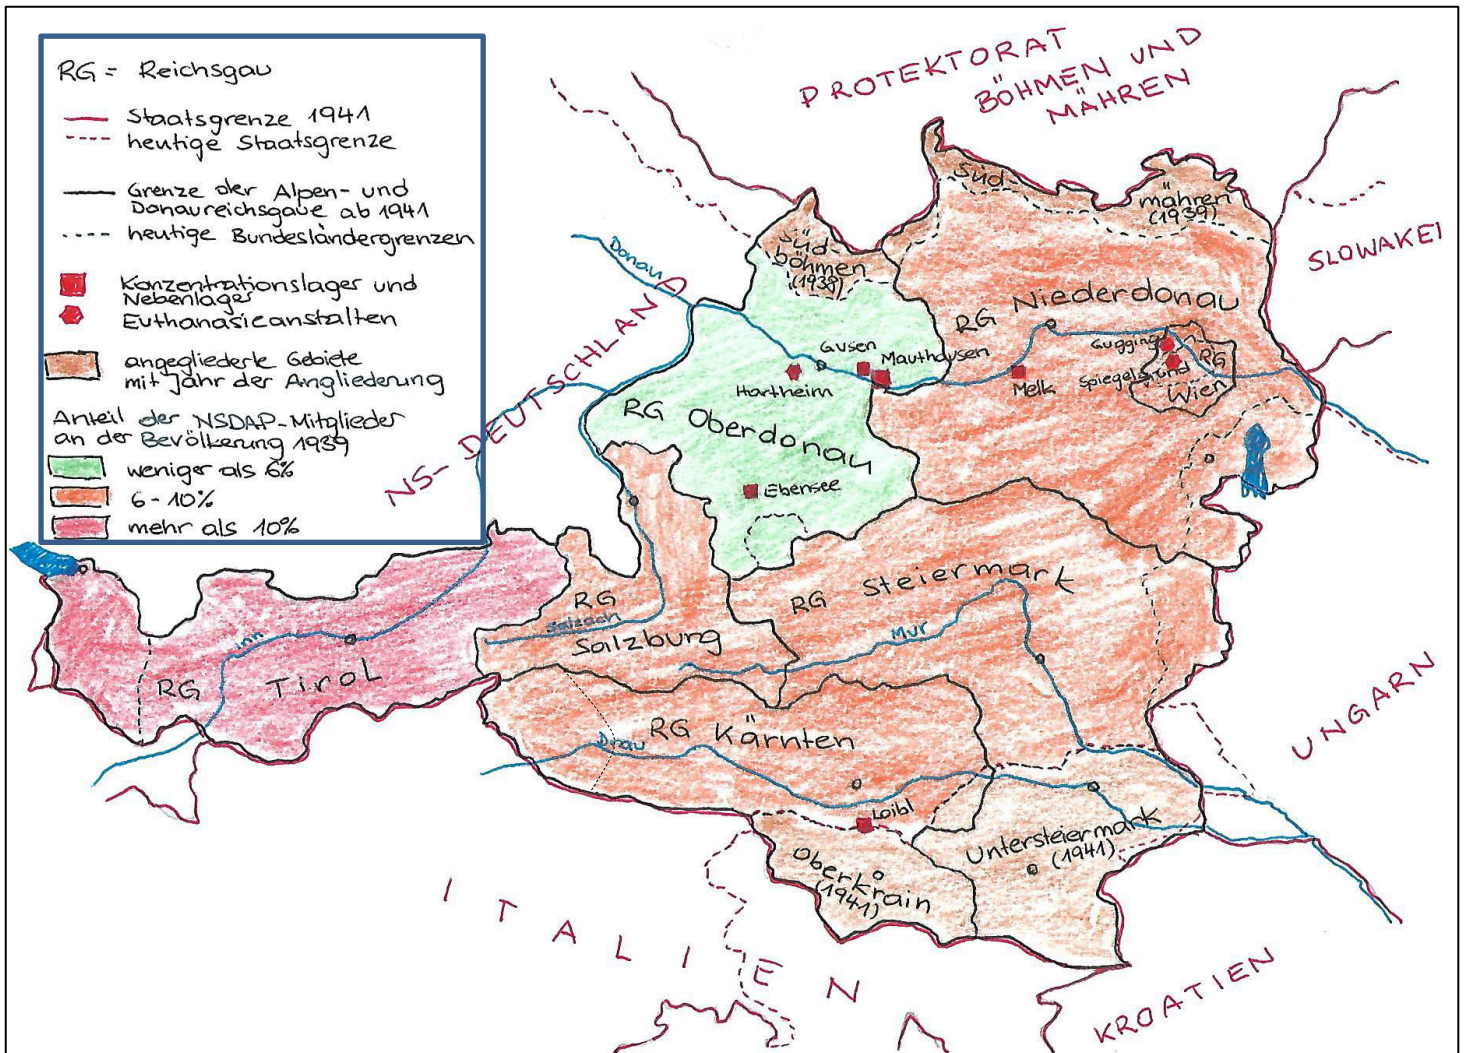 RG = Reichsgau
Staatsgrenze 1941
heutige Staatsgrenze
Grenze der Alpen- und
Donaureichsgaue ab 1941
heutige Bundesländergrenzen
Konzentrationslager und
Nebenlager
Euthanasieanstalten
angegliederte Gebiete
mit Jahr der Angliederung
Anteil der NSDAP-Mitglieder
an der Bevölkerung 1939
weniger als 6%
6-10%
mehr als 10%
PROTEKTORAT
BÖHMEN UND
MÄHREN
SLOWAKEI
NS-DEUTSCHLAND
Donau
Süd-
böhmen
(1938)
Süd-
mähren
(1939)
RG Niederdonau
Gusen
Mauthausen
Hartheim
Melk
Gugging
Spiegelgrund
RG
Wien
RG Oberdonau
Ebensee
RG Steiermark
Mur
RG
Salzach
Salzburg
Inn
RG Tirol
RG Kärnten
Drau
Loibl
Oberkrain
(1941)
Untersteiermark
(1941)
UNGARN
ITALIEN
KROATIEN